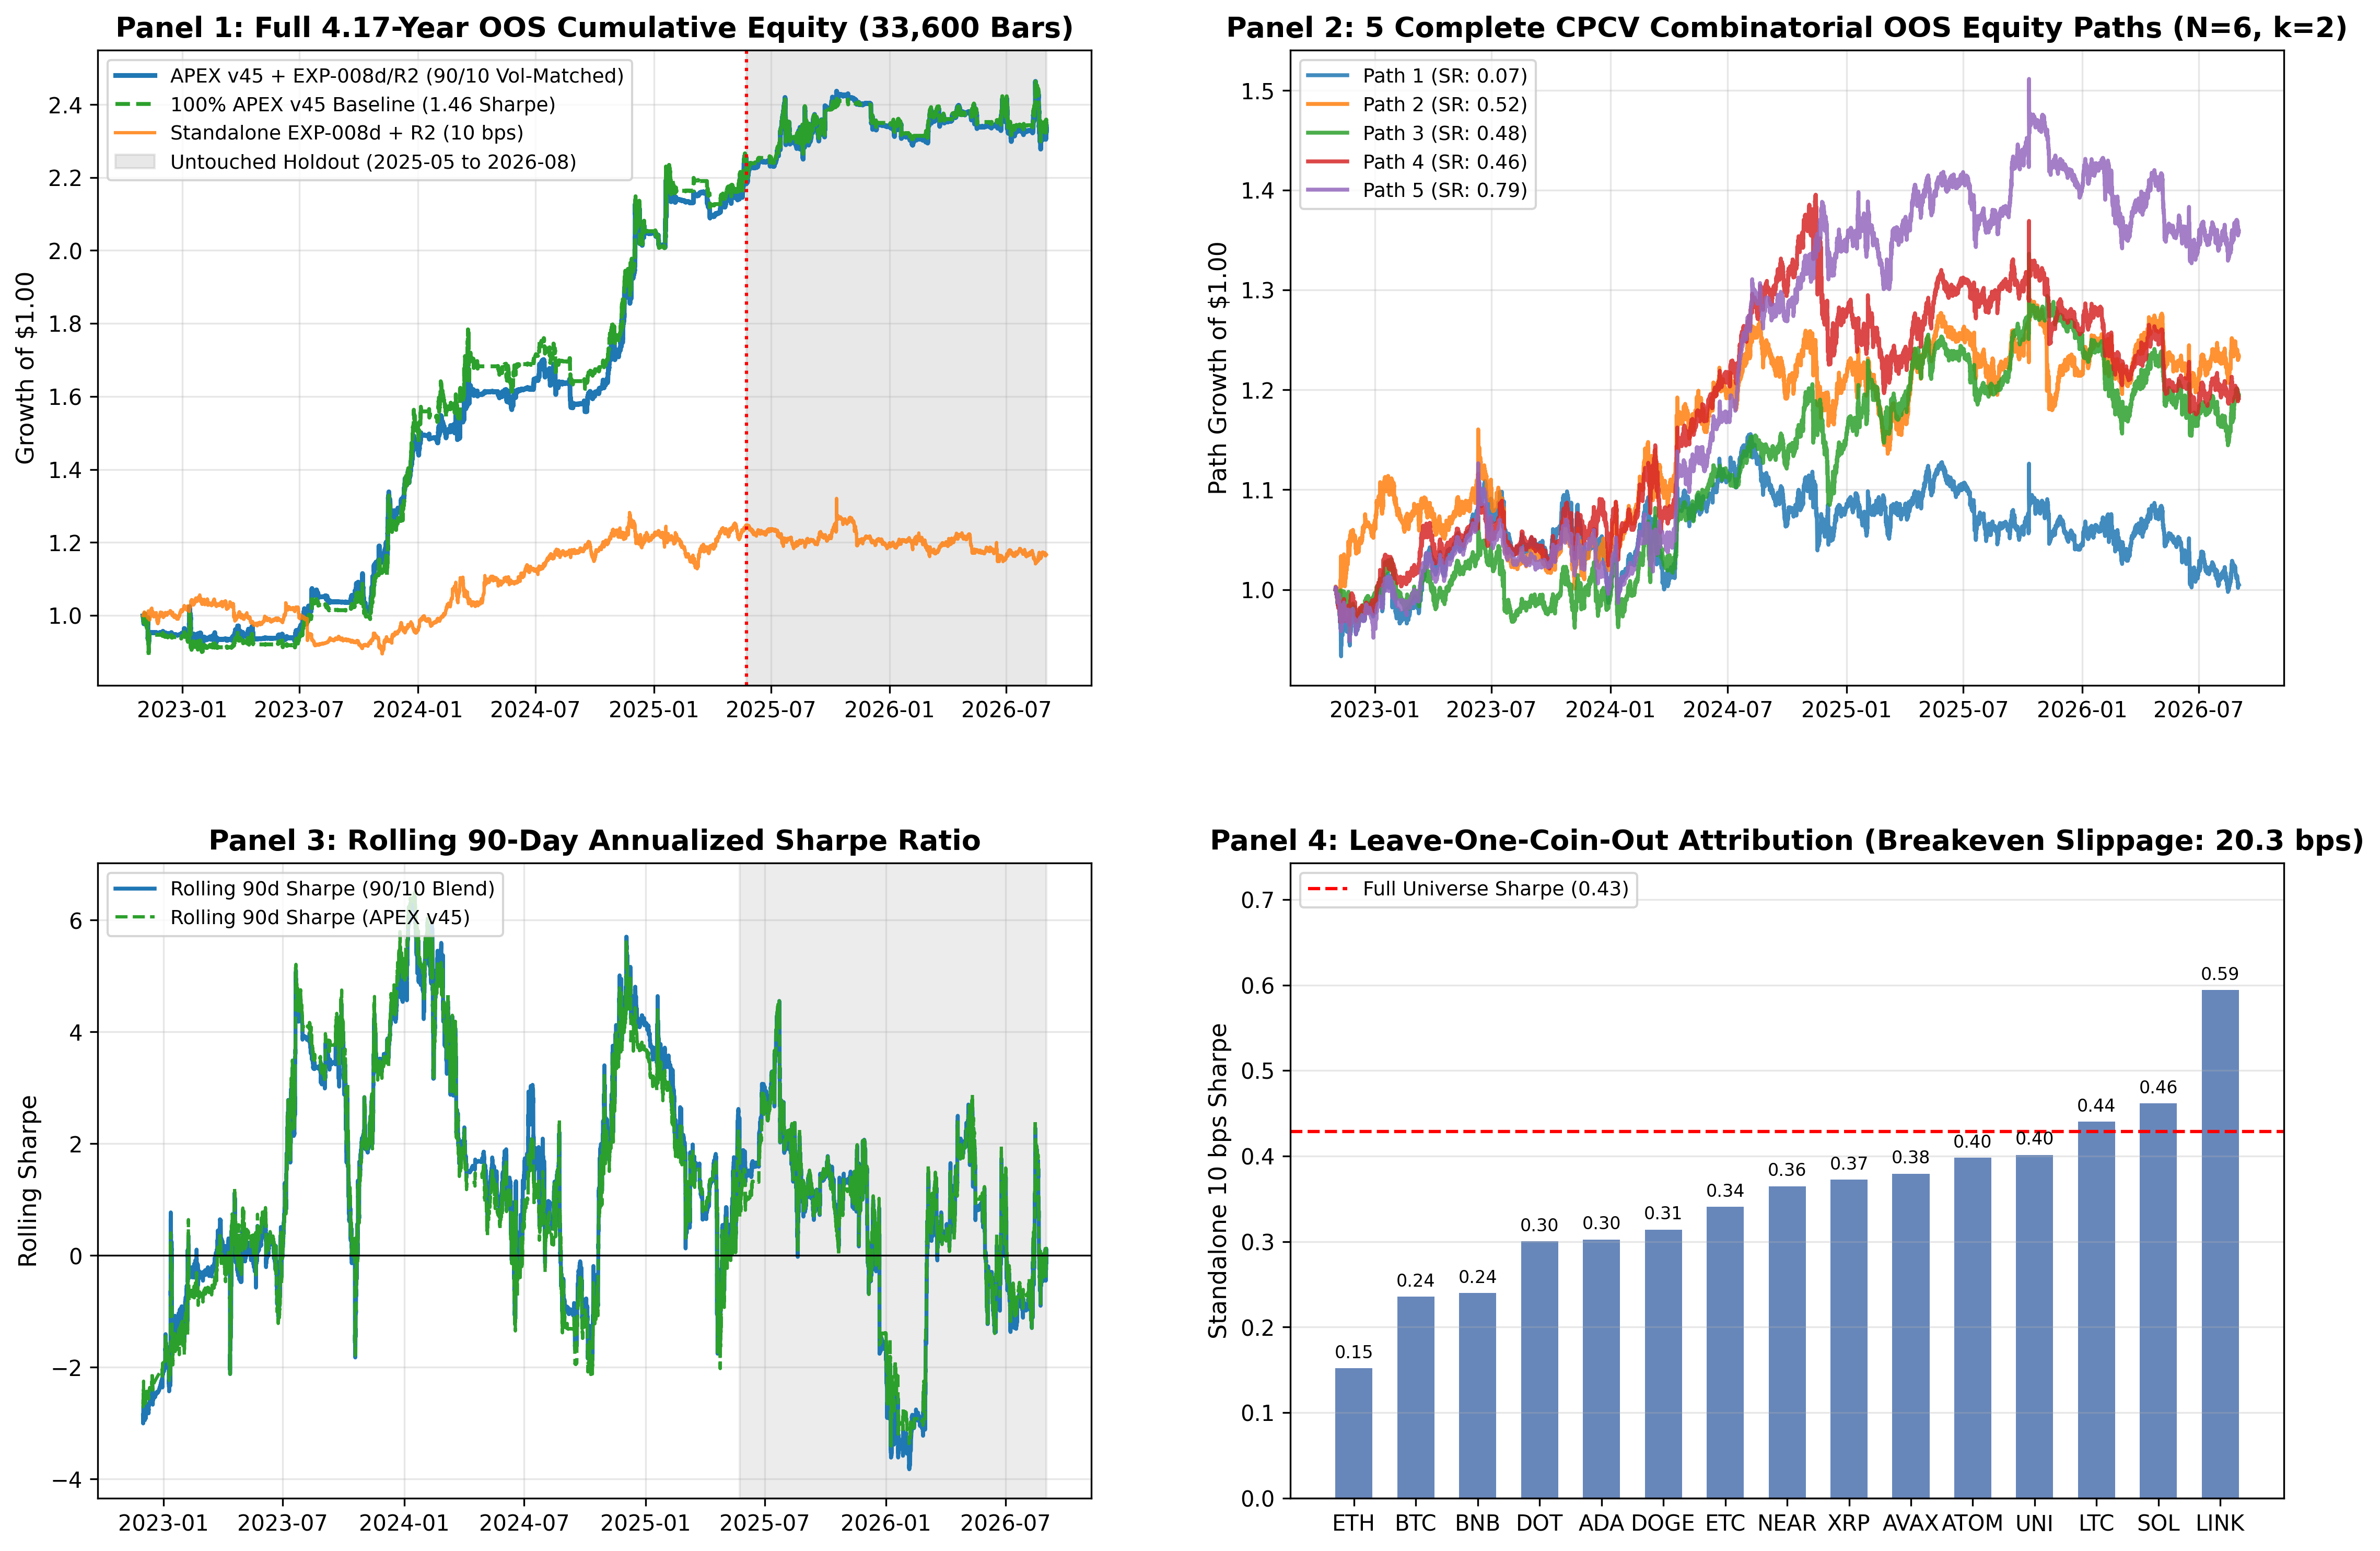 Panel 1: Full 4.17-Year OOS Cumulative Equity (33,600 Bars)
APEX v45 + EXP-008d/R2 (90/10 Vol-Matched)
100% APEX v45 Baseline (1.46 Sharpe)
Standalone EXP-008d + R2 (10 bps)
Untouched Holdout (2025-05 to 2026-08)
Growth of $1.00
2.4
2.2
2.0
1.8
1.6
1.4
1.2
1.0
2023-01 2023-07 2024-01 2024-07 2025-01 2025-07 2026-01 2026-07
Panel 2: 5 Complete CPCV Combinatorial OOS Equity Paths (N=6, k=2)
Path 1 (SR: 0.07)
Path 2 (SR: 0.52)
Path 3 (SR: 0.48)
Path 4 (SR: 0.46)
Path 5 (SR: 0.79)
Path Growth of $1.00
1.5
1.4
1.3
1.2
1.1
1.0
2023-01 2023-07 2024-01 2024-07 2025-01 2025-07 2026-01 2026-07
Panel 3: Rolling 90-Day Annualized Sharpe Ratio
Rolling 90d Sharpe (90/10 Blend)
Rolling 90d Sharpe (APEX v45)
Rolling Sharpe
6
4
2
0
−2
−4
2023-01 2023-07 2024-01 2024-07 2025-01 2025-07 2026-01 2026-07
Panel 4: Leave-One-Coin-Out Attribution (Breakeven Slippage: 20.3 bps)
Full Universe Sharpe (0.43)
Standalone 10 bps Sharpe
0.7
0.6
0.5
0.4
0.3
0.2
0.1
0.0
0.15 0.24 0.24 0.30 0.30 0.31 0.34 0.36 0.37 0.38 0.40 0.40 0.44 0.46 0.59
ETH BTC BNB DOT ADA DOGE ETC NEAR XRP AVAX ATOM UNI LTC SOL LINK